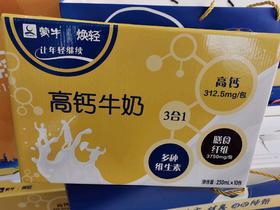 蒙牛 焕轻
让年轻继续
高钙
312.5mg/包
高钙牛奶
3合1
膳食
纤维
3750mg/包
多种
维生素
净含量：250mL×10包